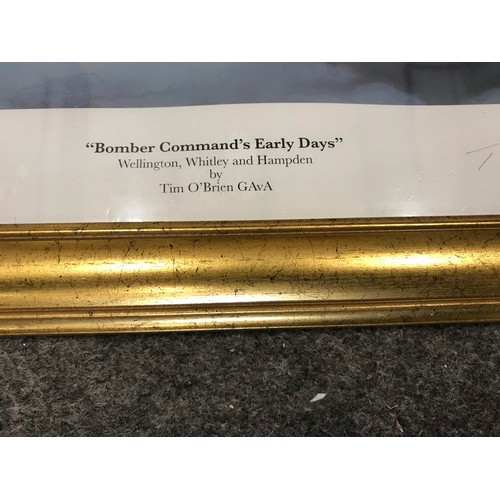 “Bomber Command’s Early Days”
Wellington, Whitley and Hampden
by
Tim O’Brien GAvA